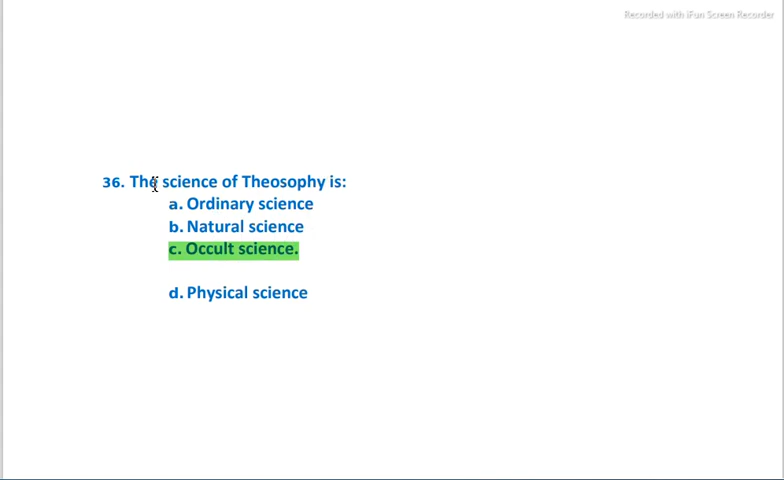 Recorded with iFun Screen Recorder
36. The science of Theosophy is:
a. Ordinary science
b. Natural science
c. Occult science.
d. Physical science